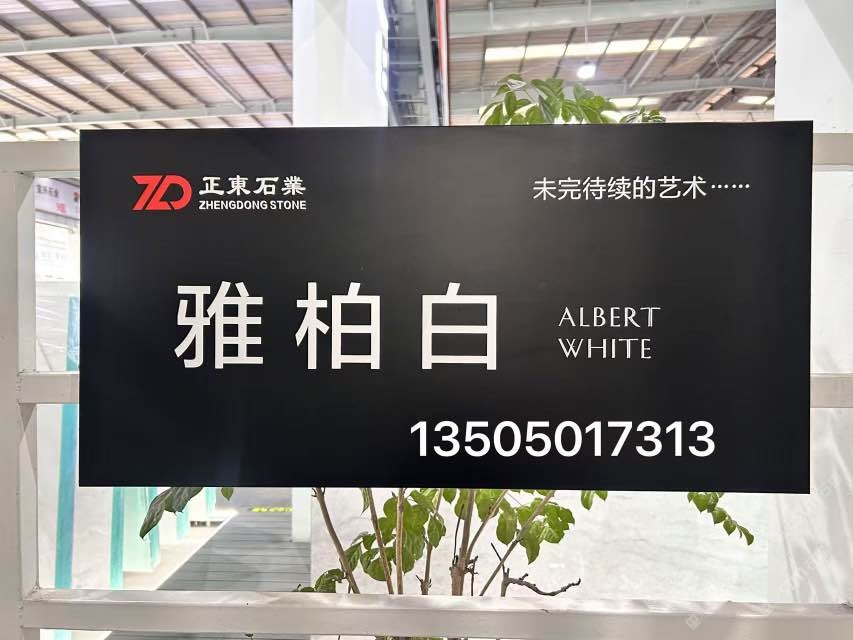 正東石業
ZHENGDONG STONE
未完待续的艺术……
雅柏白
ALBERT
WHITE
13505017313